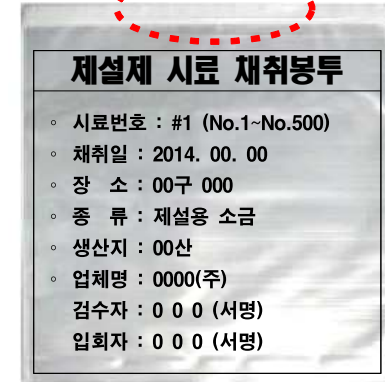 제설제 시료 채취봉투
◦ 시료번호 : #1 (No.1~No.500)
◦ 채취일 : 2014. 00. 00
◦ 장 소 : 00구 000
◦ 종 류 : 제설용 소금
◦ 생산지 : 00산
◦ 업체명 : 0000(주)
검수자 : 0 0 0 (서명)
입회자 : 0 0 0 (서명)